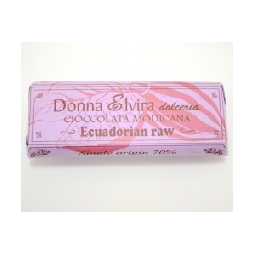 Donna Elvira dolceria
CIOCCOLATA MODICANA
Ecuadorian raw
Single origin 70%